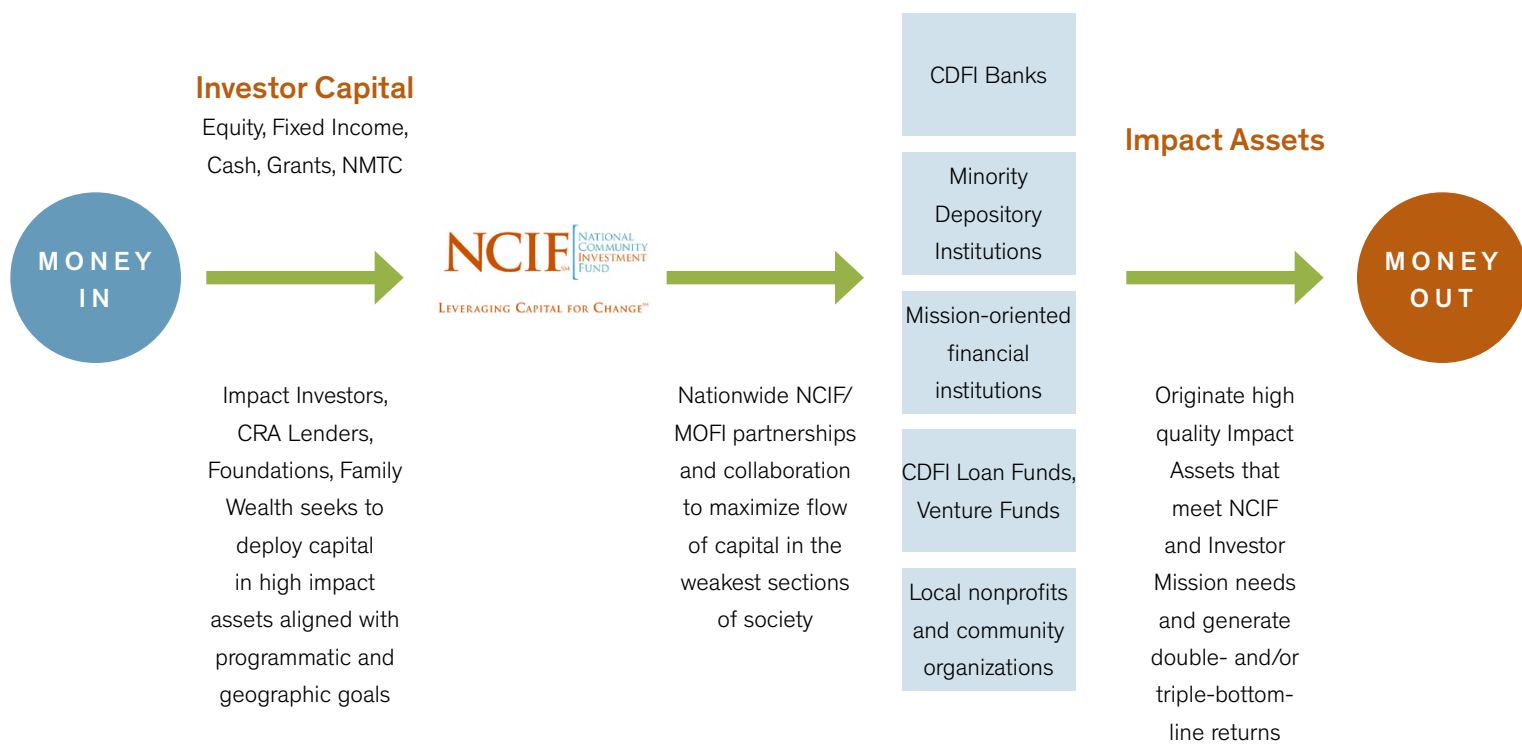 Investor Capital
Equity, Fixed Income,
Cash, Grants, NMTC
MONEY
IN
Impact Investors,
CRA Lenders,
Foundations, Family
Wealth seeks to
deploy capital
in high impact
assets aligned with
programmatic and
geographic goals
NCIF SM
NATIONAL
COMMUNITY
INVESTMENT
FUND
LEVERAGING CAPITAL FOR CHANGE SM
Nationwide NCIF/
MOFI partnerships
and collaboration
to maximize flow
of capital in the
weakest sections
of society
CDFI Banks
Minority
Depository
Institutions
Mission-oriented
financial
institutions
CDFI Loan Funds,
Venture Funds
Local nonprofits
and community
organizations
Impact Assets
Originate high
quality Impact
Assets that
meet NCIF
and Investor
Mission needs
and generate
double- and/or
triple-bottom-
line returns
MONEY
OUT